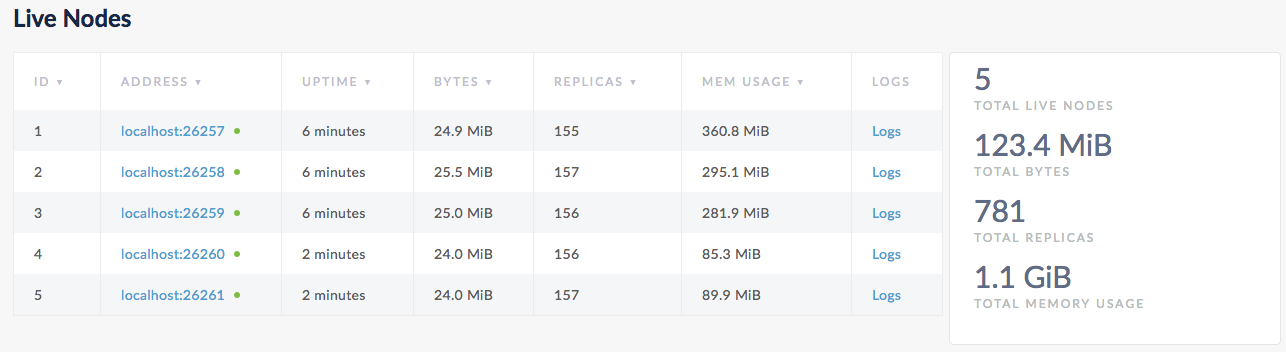 Live Nodes
ID ▼ ADDRESS ▼ UPTIME ▼ BYTES ▼ REPLICAS ▼ MEM USAGE ▼ LOGS
1 localhost:26257 6 minutes 24.9 MiB 155 360.8 MiB Logs
2 localhost:26258 6 minutes 25.5 MiB 157 295.1 MiB Logs
3 localhost:26259 6 minutes 25.0 MiB 156 281.9 MiB Logs
4 localhost:26260 2 minutes 24.0 MiB 156 85.3 MiB Logs
5 localhost:26261 2 minutes 24.0 MiB 157 89.9 MiB Logs
5
TOTAL LIVE NODES
123.4 MiB
TOTAL BYTES
781
TOTAL REPLICAS
1.1 GiB
TOTAL MEMORY USAGE